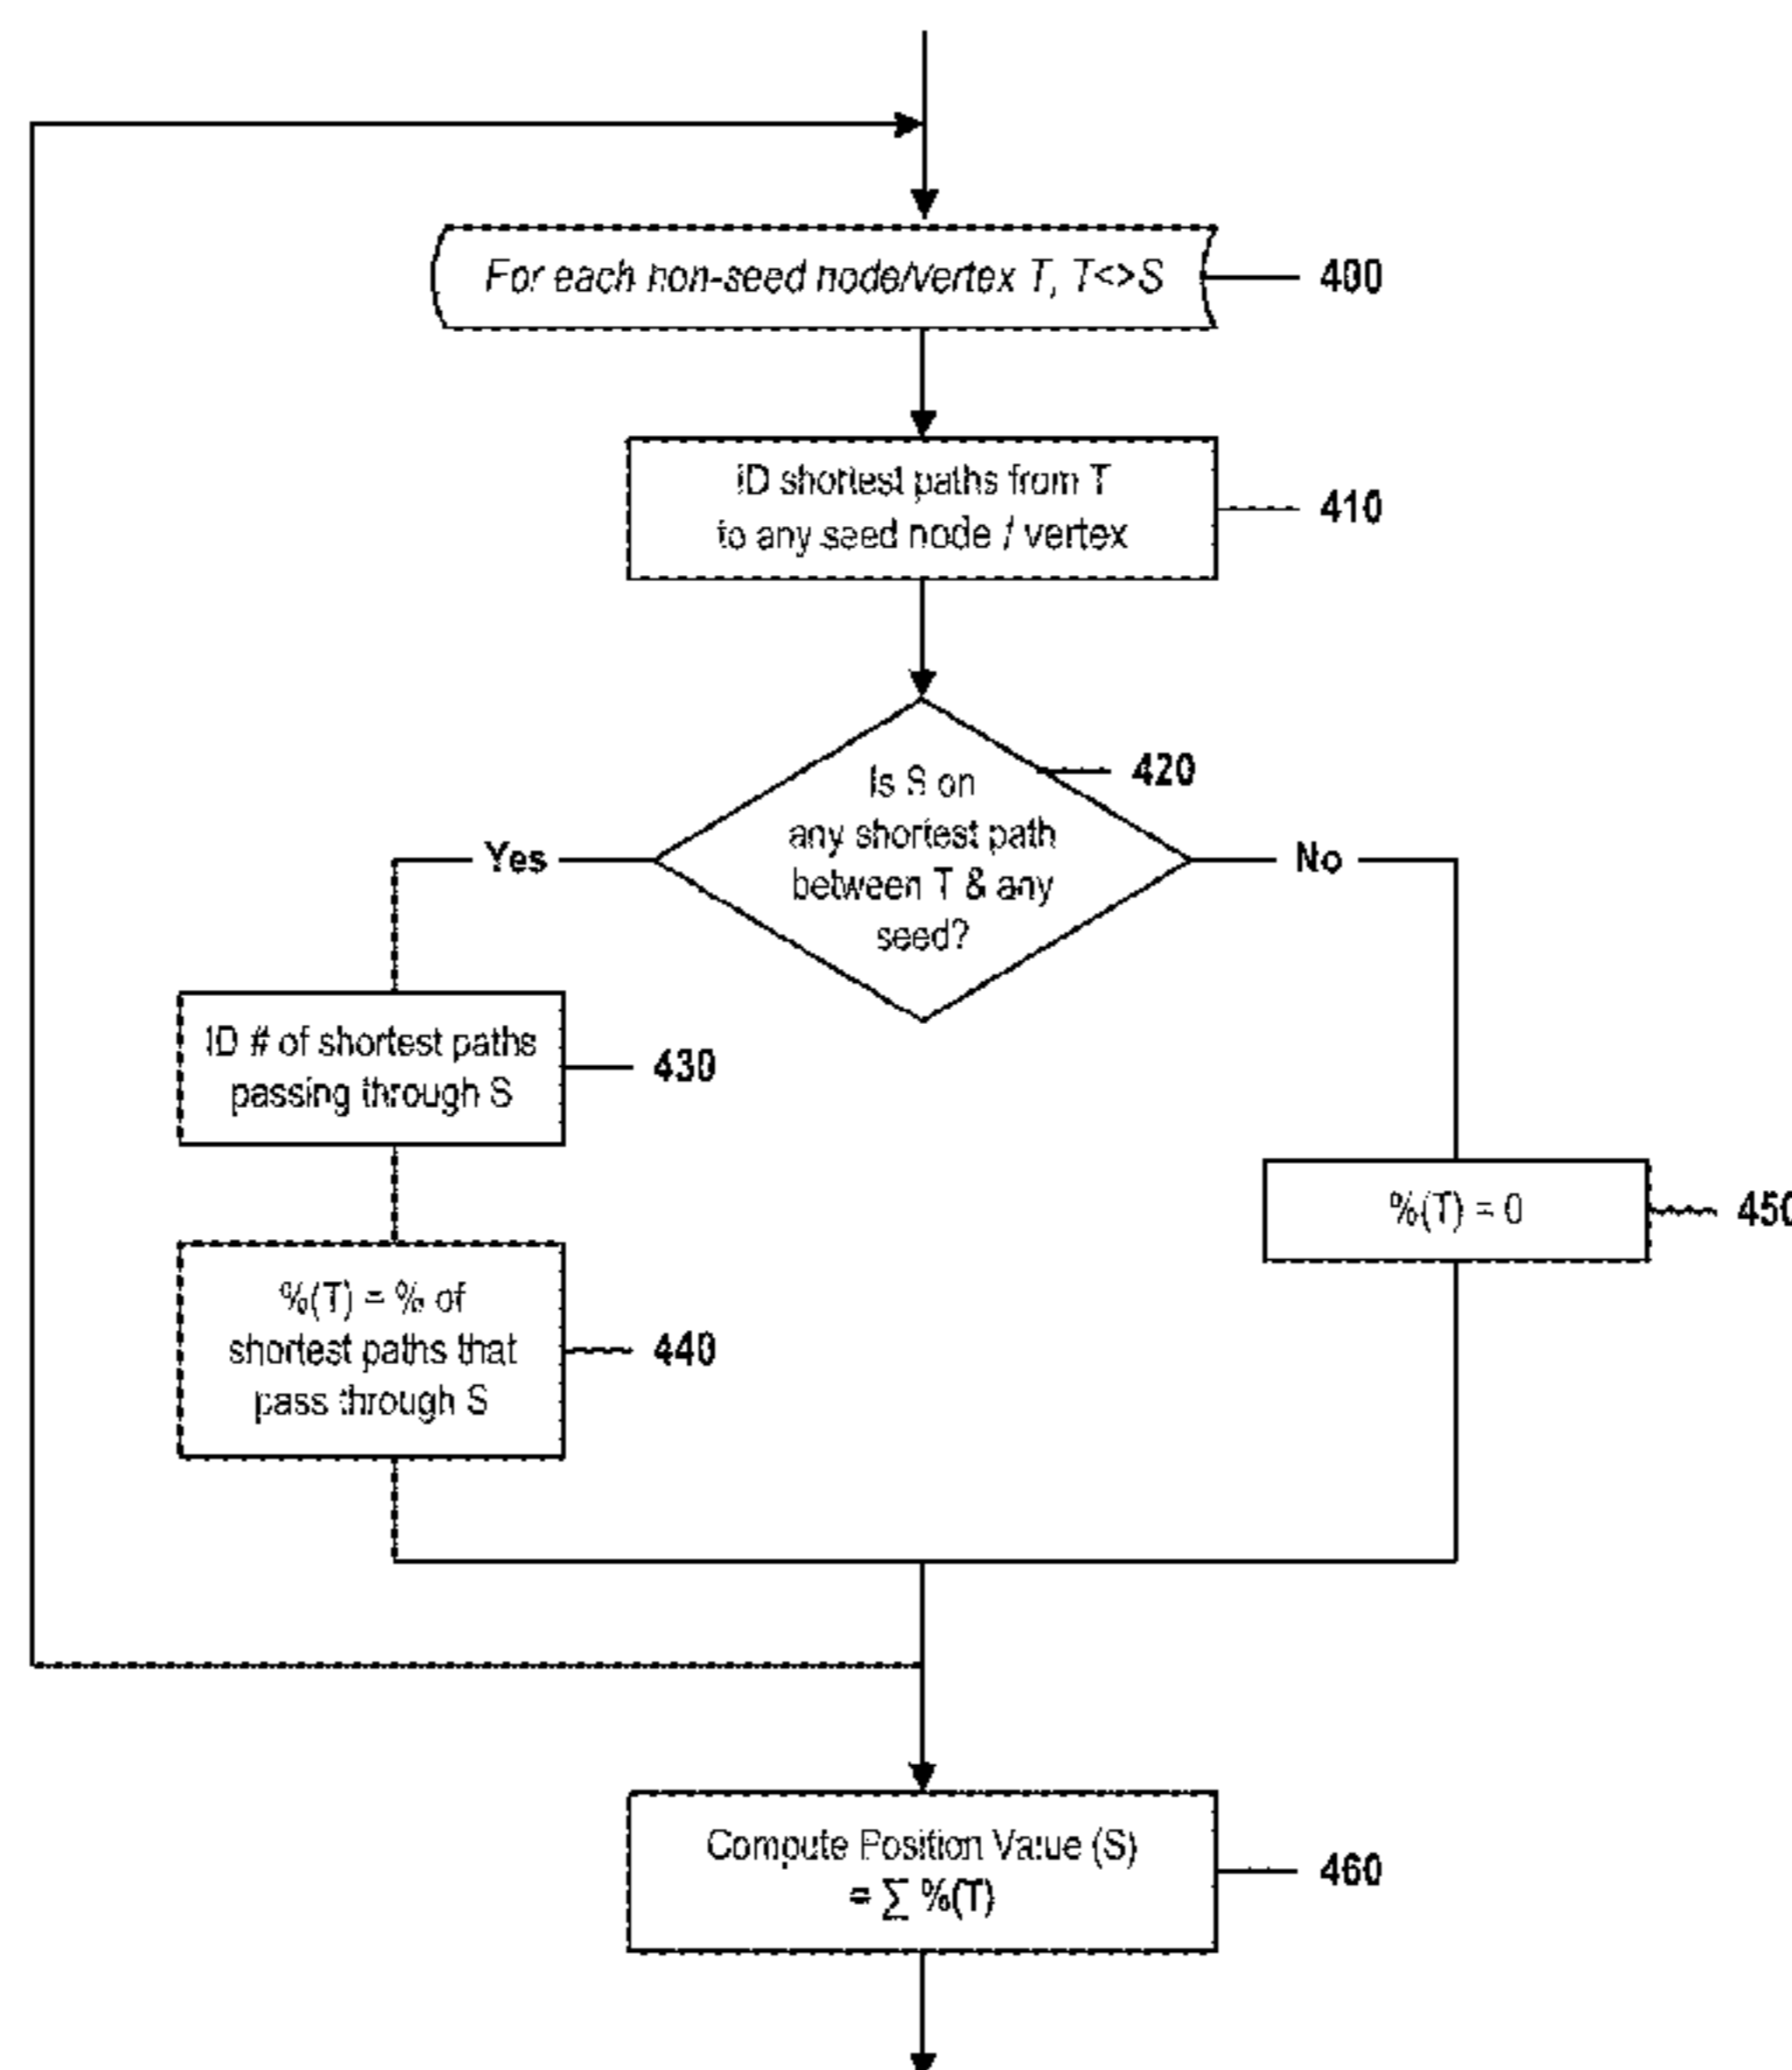 For each non-seed node/vertex T, T<>S
400
ID shortest paths from T
to any seed node / vertex
410
420
Is S on
any shortest path
between T & any
seed?
Yes
No
ID # of shortest paths
passing through S
430
%(T) = 0
450
%(T) = % of
shortest paths that
pass through S
440
Compute Position Value (S)
= ∑ %(T)
460